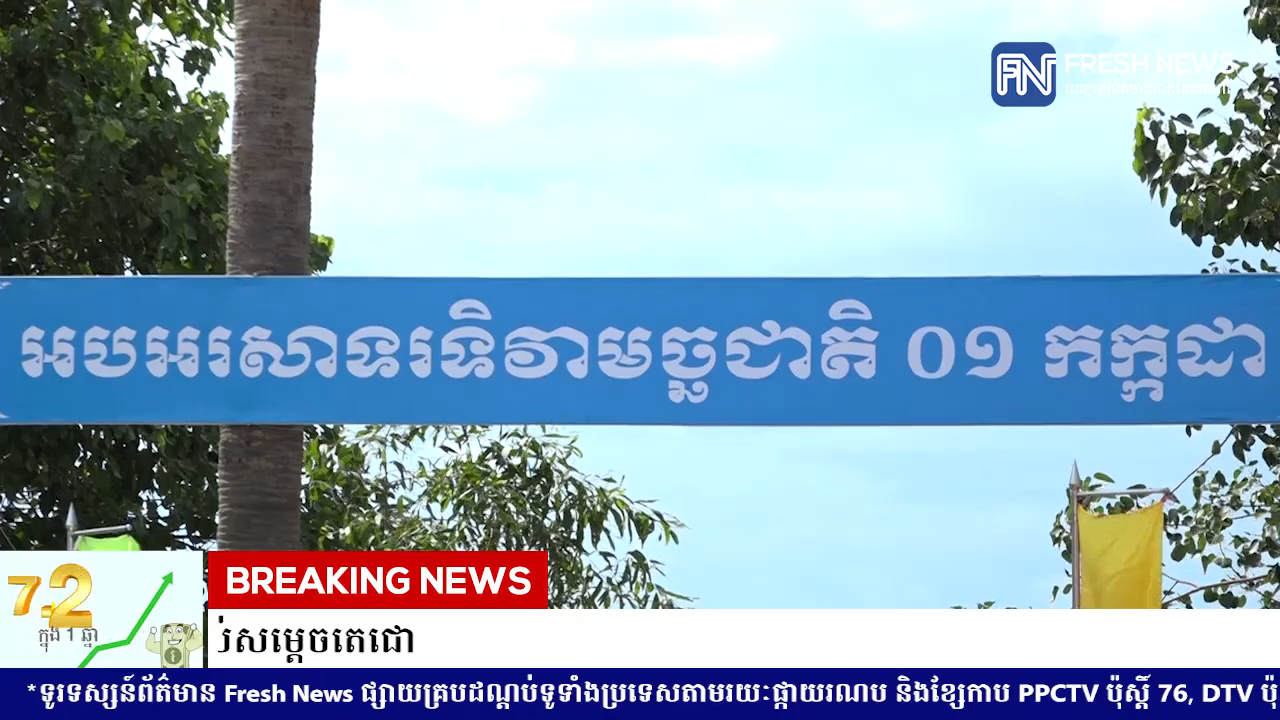 FN FRESH NEWS
អបអរសាទរទិវាមច្ឆជាតិ ០១ កក្កដា
7.2
ក្នុង 1 ឆ្នាំ
BREAKING NEWS
សម្តេចតេជោ
*ទូរទស្សន៍ព័ត៌មាន Fresh News ផ្សាយគ្របដណ្តប់ទូទាំងប្រទេសតាមរយៈផ្កាយរណប និងខ្សែកាប PPCTV ប៉ុស្តិ៍ 76, DTV ប៉ុ